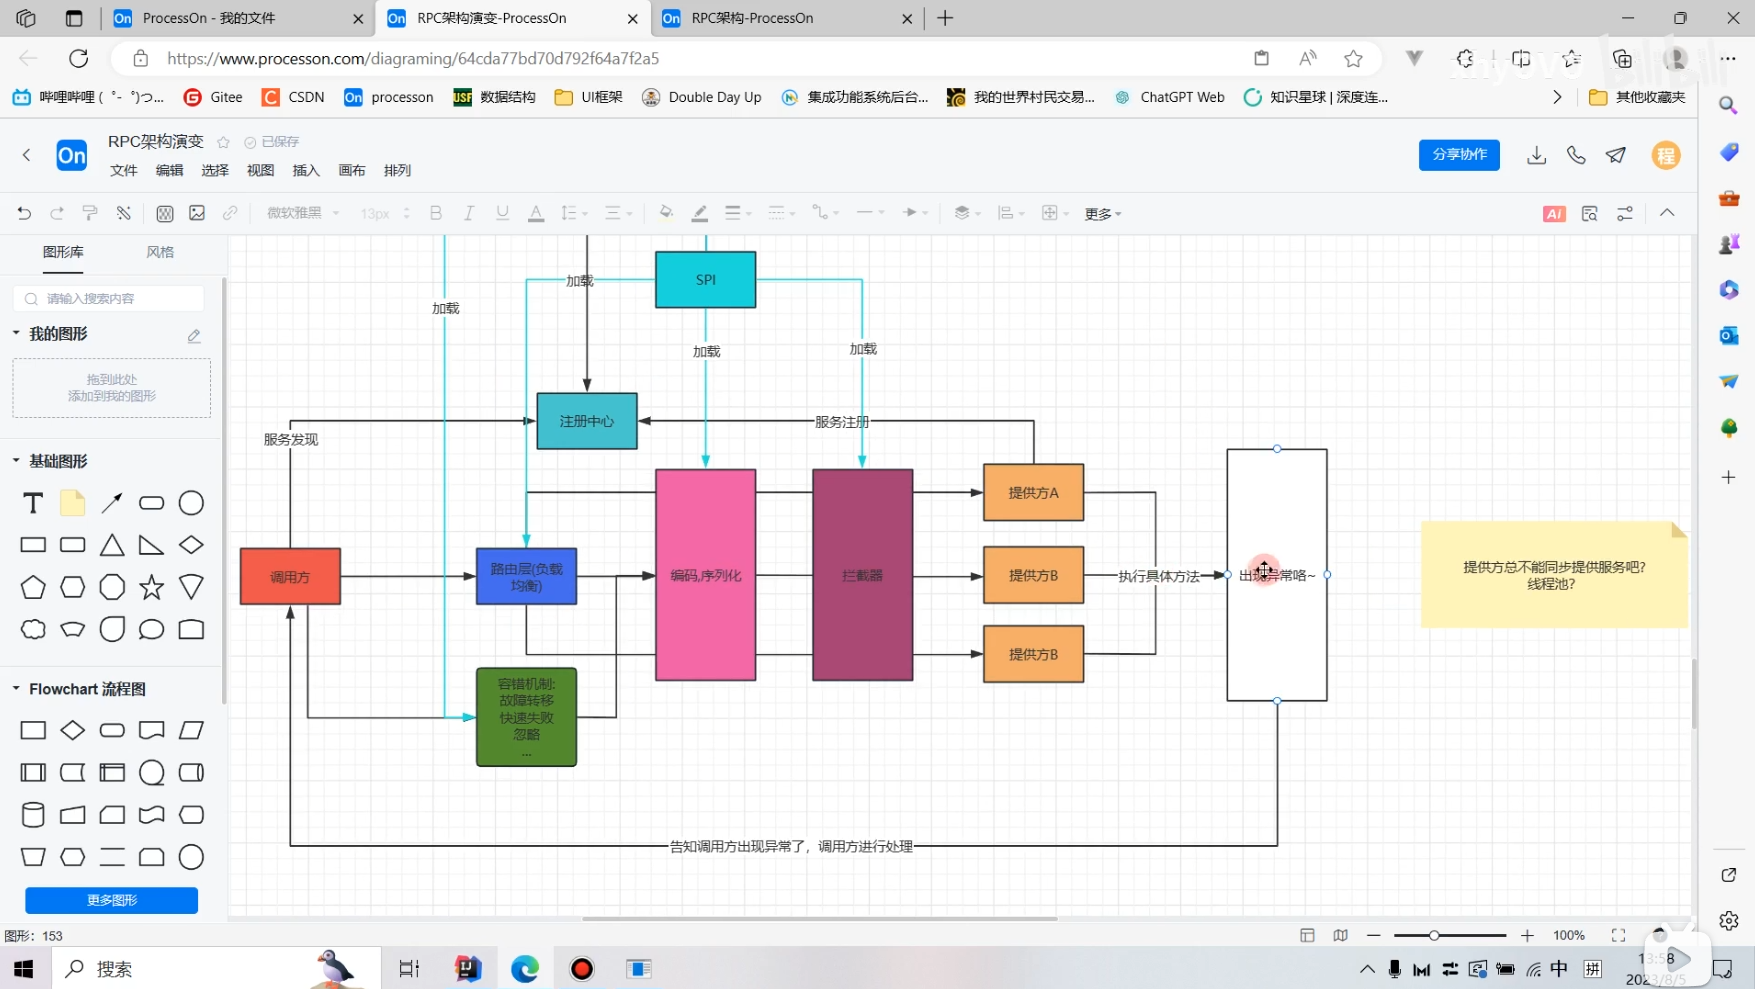 ProcessOn - 我的文件
RPC架构演变-ProcessOn
RPC架构-ProcessOn
https://www.processon.com/diagraming/64cda77bd70d792f64a7f2a5
哔哩哔哩 (゜-゜)つ...
Gitee
CSDN
processon
数据结构
UI框架
Double Day Up
集成功能系统后台...
我的世界村民交易...
ChatGPT Web
知识星球 | 深度连...
其他收藏夹
On
RPC架构演变
已保存
文件
编辑
选择
视图
插入
画布
排列
分享协作
程
微软雅黑
13px
更多
AI
图形库
风格
请输入搜索内容
我的图形
拖到此处
添加到我的图形
基础图形
Flowchart 流程图
更多图形
SPI
加载
加载
加载
加载
注册中心
服务注册
服务发现
提供方A
调用方
路由层(负载
均衡)
编码,序列化
拦截器
提供方B
执行具体方法
出现异常咯~
提供方总不能同步提供服务吧?
线程池?
提供方B
容错机制:
故障转移
快速失败
忽略
...
告知调用方出现异常了，调用方进行处理
图形: 153
100%
搜索
中
拼
13:58
2023/8/5